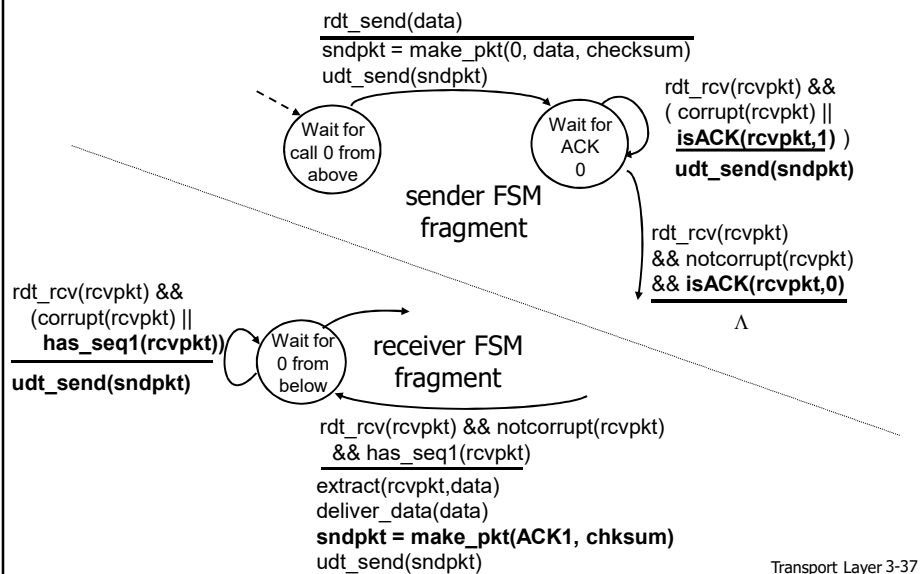 rdt_send(data)
sndpkt = make_pkt(0, data, checksum)
udt_send(sndpkt)
Wait for
call 0 from
above
Wait for
ACK
0
rdt_rcv(rcvpkt) &&
( corrupt(rcvpkt) ||
isACK(rcvpkt,1) )
udt_send(sndpkt)
sender FSM
fragment
rdt_rcv(rcvpkt)
&& notcorrupt(rcvpkt)
&& isACK(rcvpkt,0)
Λ
rdt_rcv(rcvpkt) &&
(corrupt(rcvpkt) ||
has_seq1(rcvpkt))
udt_send(sndpkt)
Wait for
0 from
below
receiver FSM
fragment
rdt_rcv(rcvpkt) && notcorrupt(rcvpkt)
&& has_seq1(rcvpkt)
extract(rcvpkt,data)
deliver_data(data)
sndpkt = make_pkt(ACK1, chksum)
udt_send(sndpkt)
Transport Layer 3-37